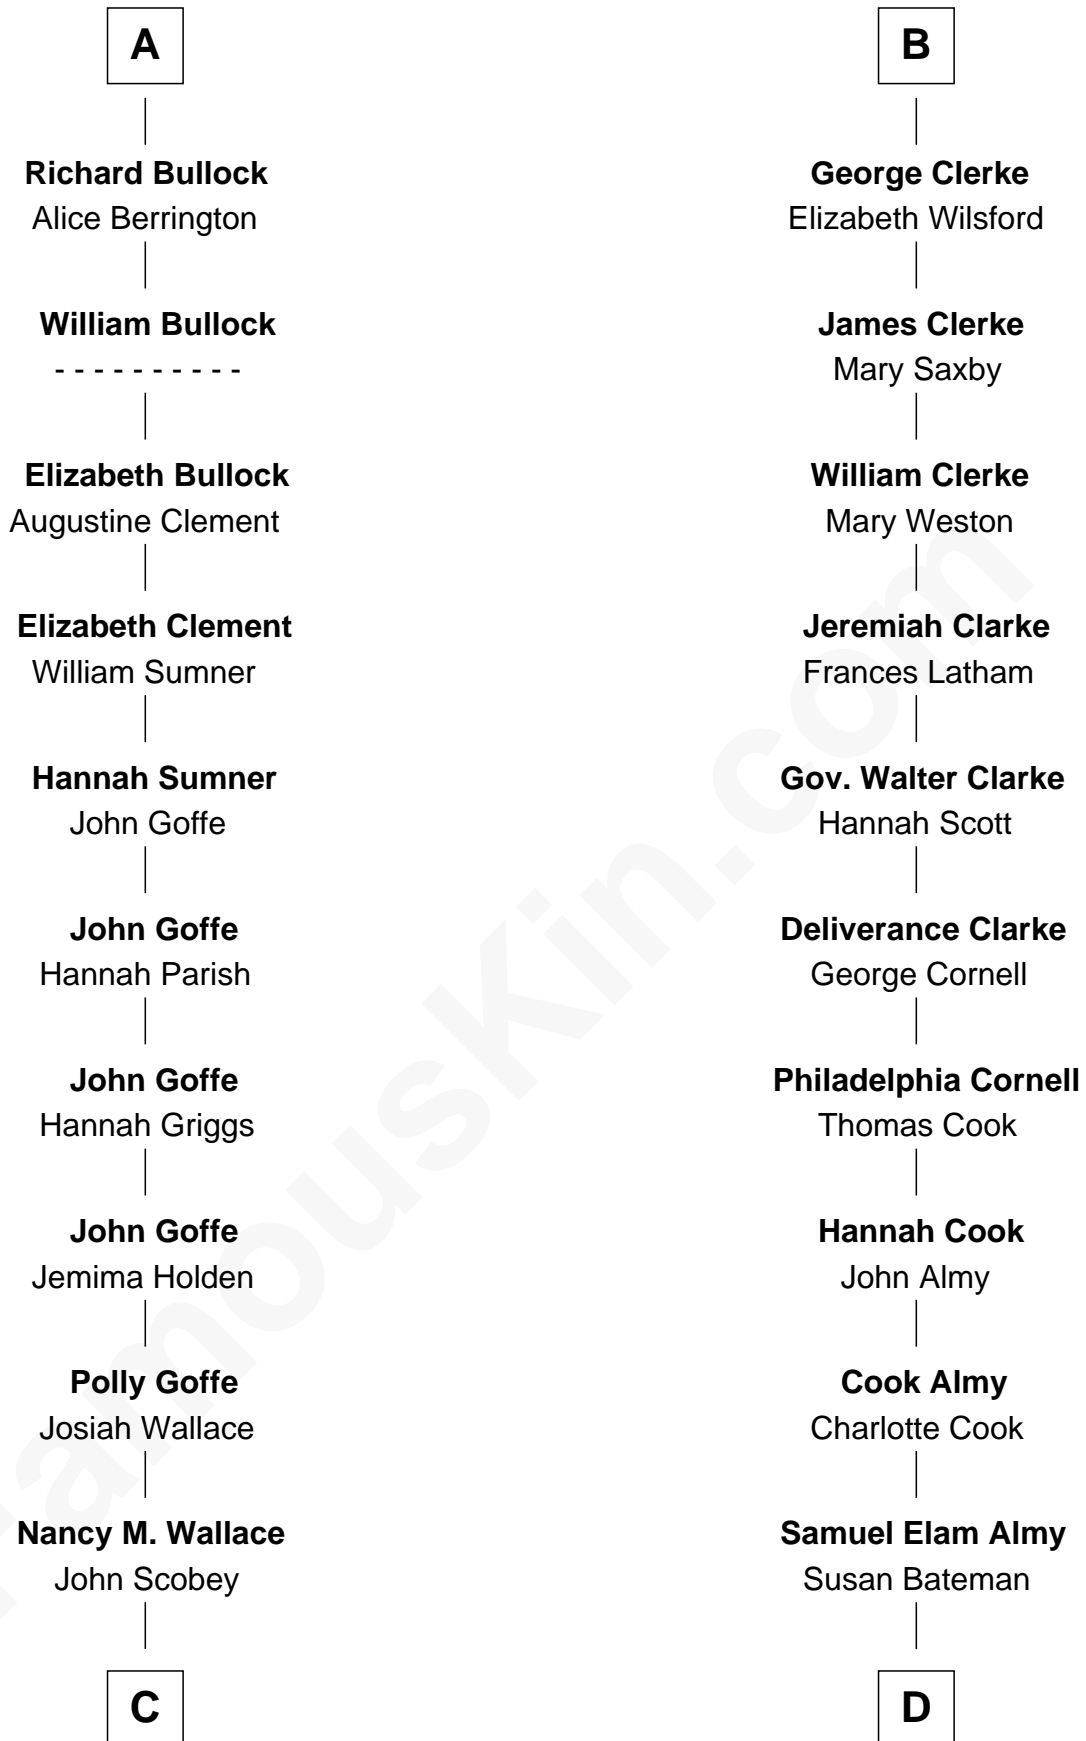 A
Richard Bullock
Alice Berrington
William Bullock
- - - - - - - - - -
Elizabeth Bullock
Augustine Clement
Elizabeth Clement
William Sumner
Hannah Sumner
John Goffe
John Goffe
Hannah Parish
John Goffe
Hannah Griggs
John Goffe
Jemima Holden
Polly Goffe
Josiah Wallace
Nancy M. Wallace
John Scobey
C
B
George Clerke
Elizabeth Wilsford
James Clerke
Mary Saxby
William Clerke
Mary Weston
Jeremiah Clarke
Frances Latham
Gov. Walter Clarke
Hannah Scott
Deliverance Clarke
George Cornell
Philadelphia Cornell
Thomas Cook
Hannah Cook
John Almy
Cook Almy
Charlotte Cook
Samuel Elam Almy
Susan Bateman
D
FamousKin.com